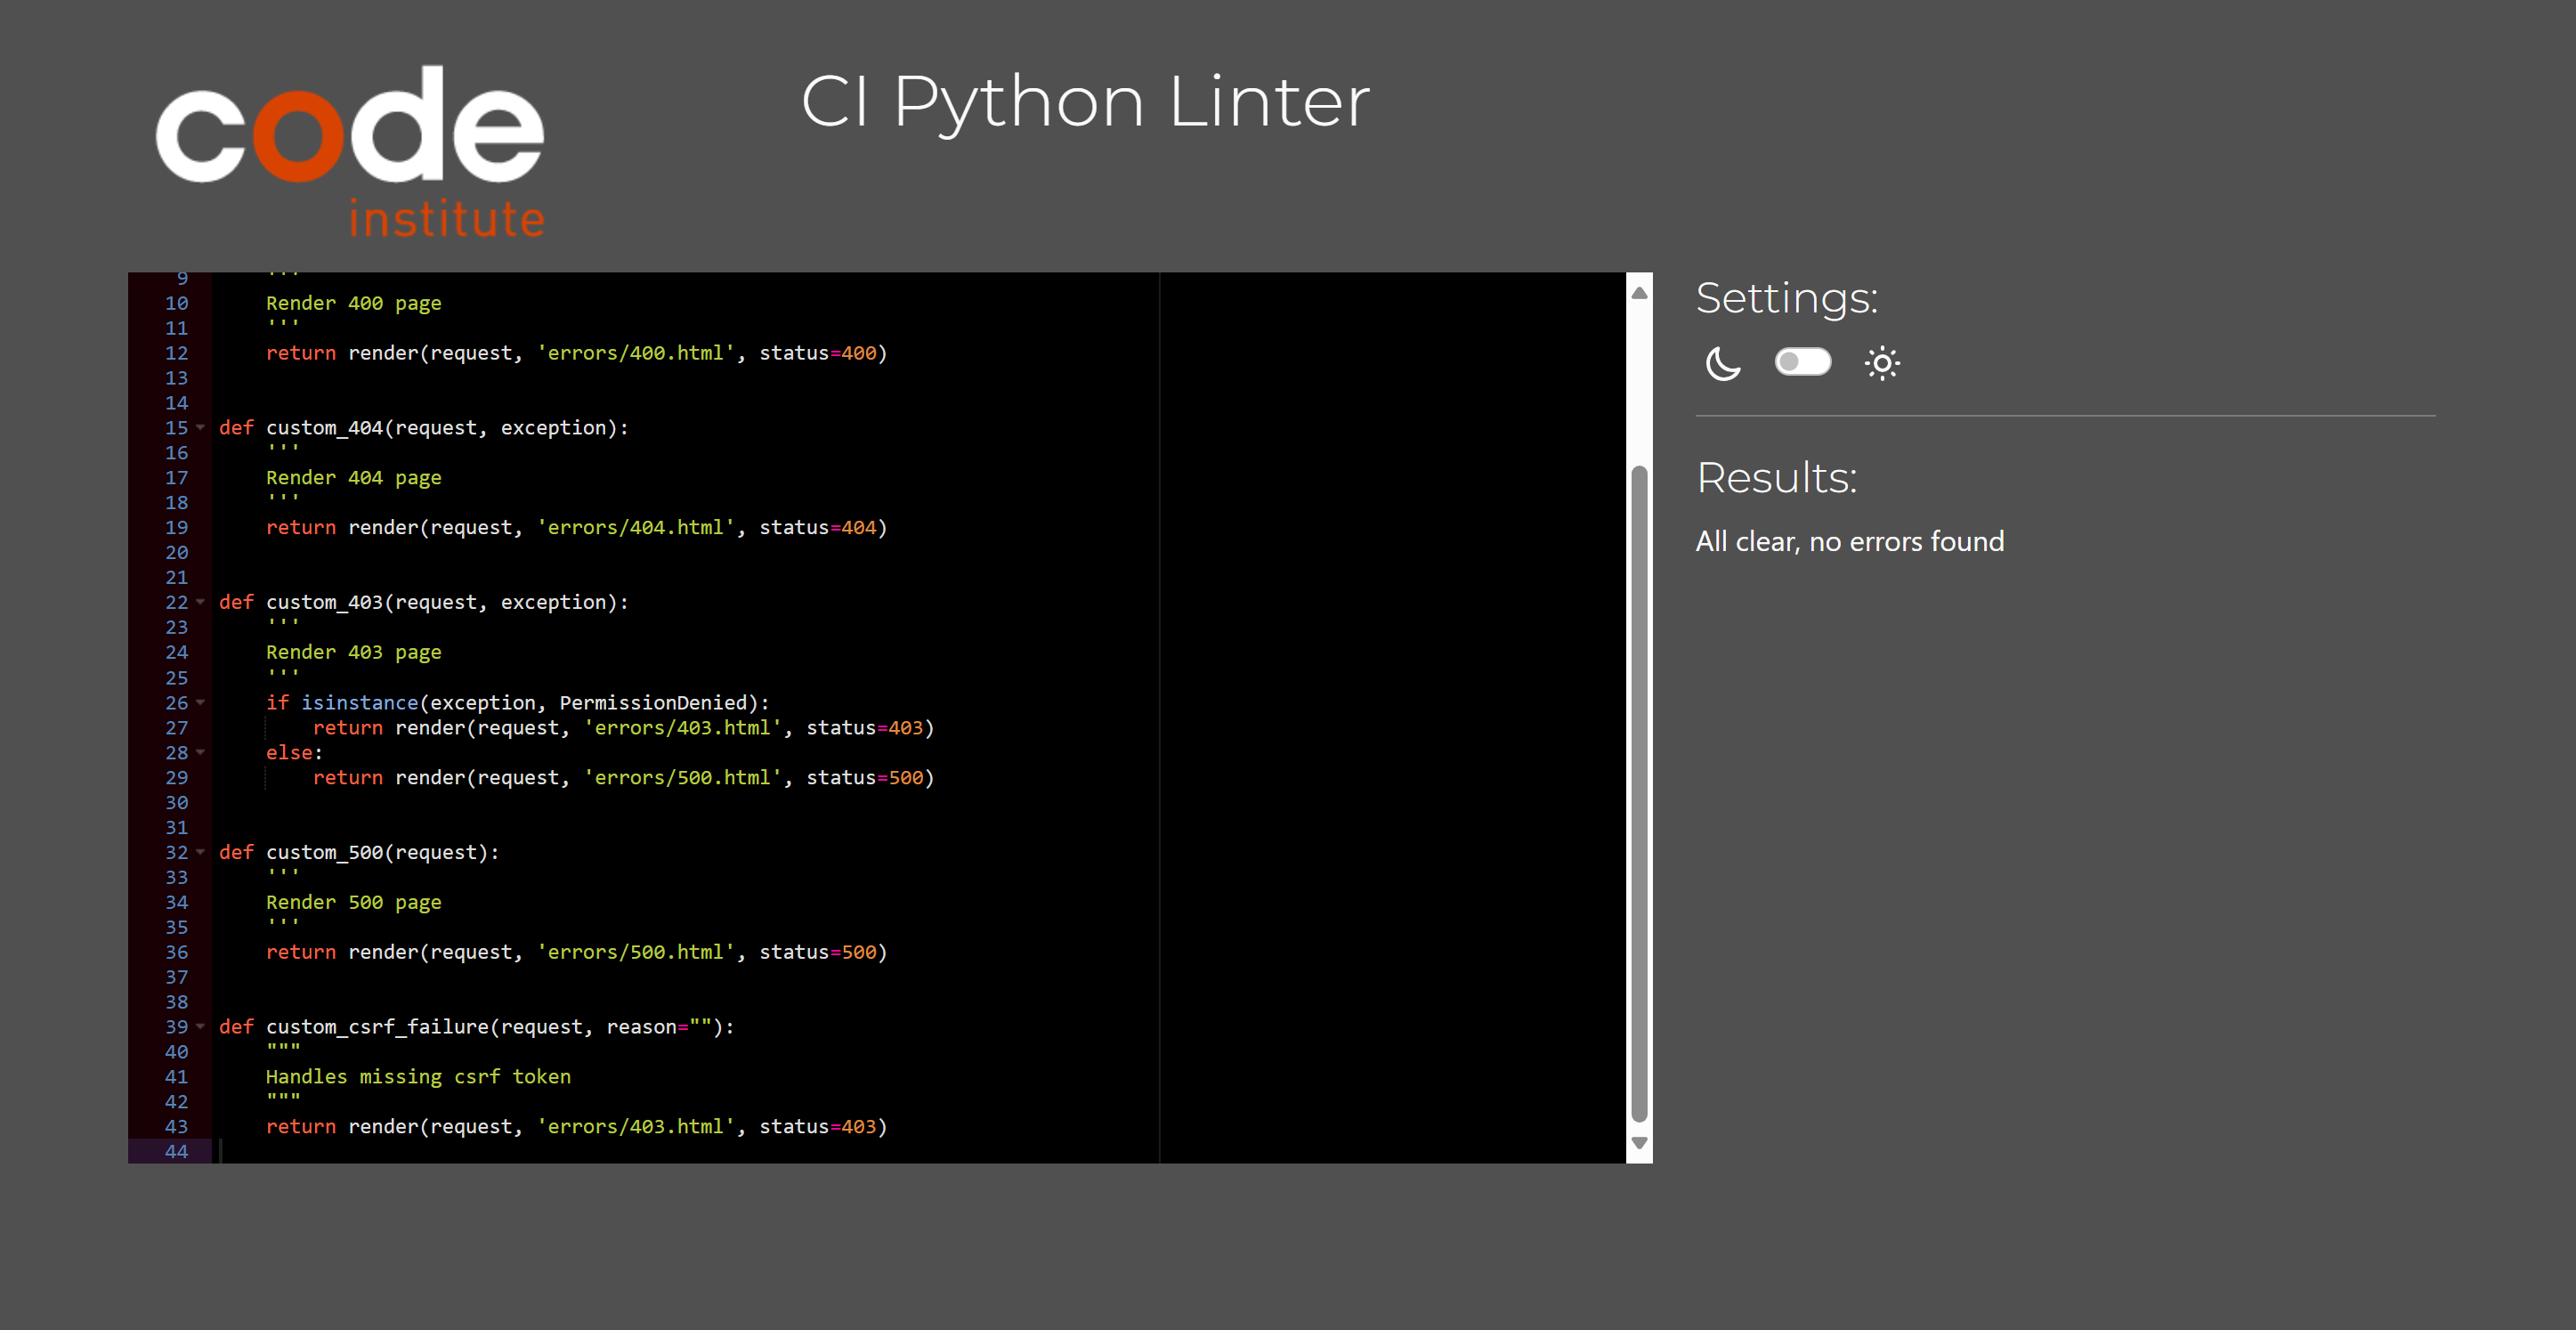 code
institute
CI Python Linter
9     '''
10     Render 400 page
11     '''
12     return render(request, 'errors/400.html', status=400)
13
14
15 def custom_404(request, exception):
16     '''
17     Render 404 page
18     '''
19     return render(request, 'errors/404.html', status=404)
20
21
22 def custom_403(request, exception):
23     '''
24     Render 403 page
25     '''
26     if isinstance(exception, PermissionDenied):
27         return render(request, 'errors/403.html', status=403)
28     else:
29         return render(request, 'errors/500.html', status=500)
30
31
32 def custom_500(request):
33     '''
34     Render 500 page
35     '''
36     return render(request, 'errors/500.html', status=500)
37
38
39 def custom_csrf_failure(request, reason=""):
40     """
41     Handles missing csrf token
42     """
43     return render(request, 'errors/403.html', status=403)
44
Settings:
Results:
All clear, no errors found